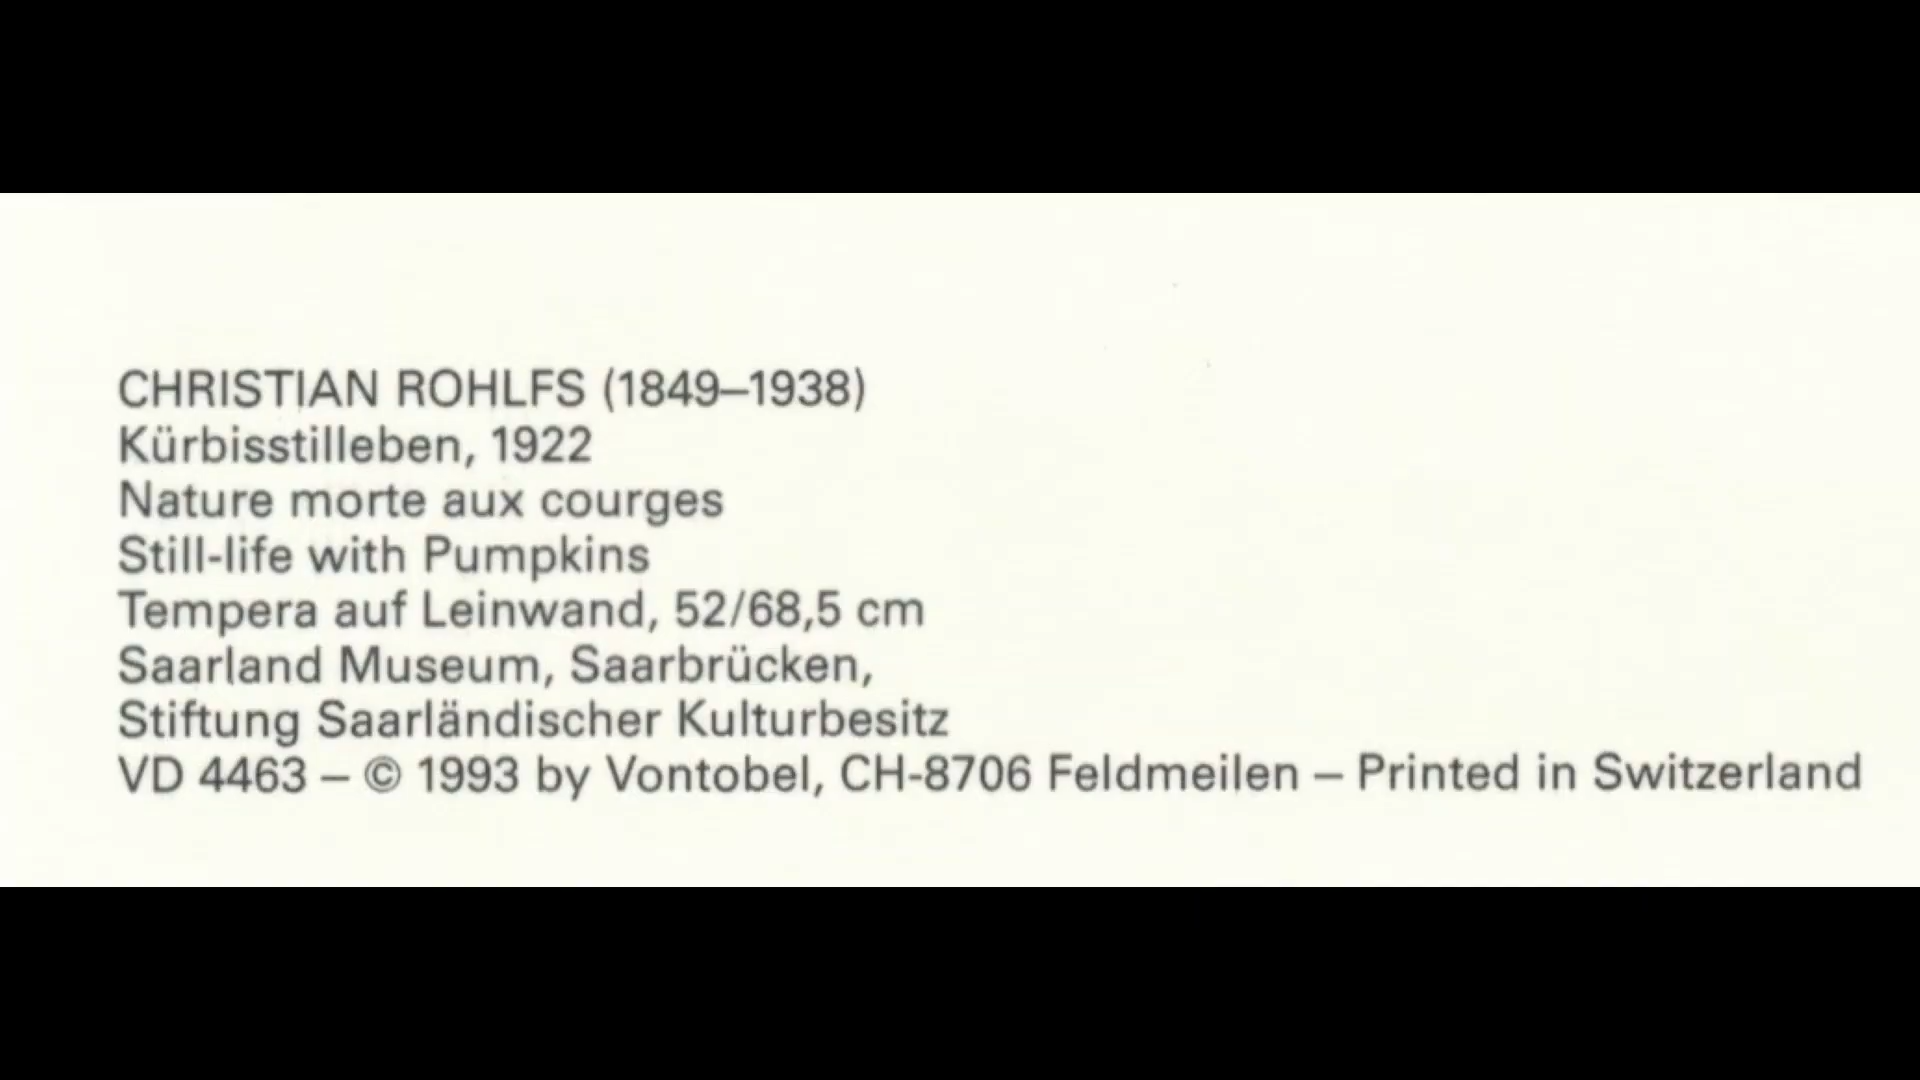 CHRISTIAN ROHLFS (1849–1938)
Kürbisstilleben, 1922
Nature morte aux courges
Still-life with Pumpkins
Tempera auf Leinwand, 52/68,5 cm
Saarland Museum, Saarbrücken,
Stiftung Saarländischer Kulturbesitz
VD 4463 – © 1993 by Vontobel, CH-8706 Feldmeilen – Printed in Switzerland